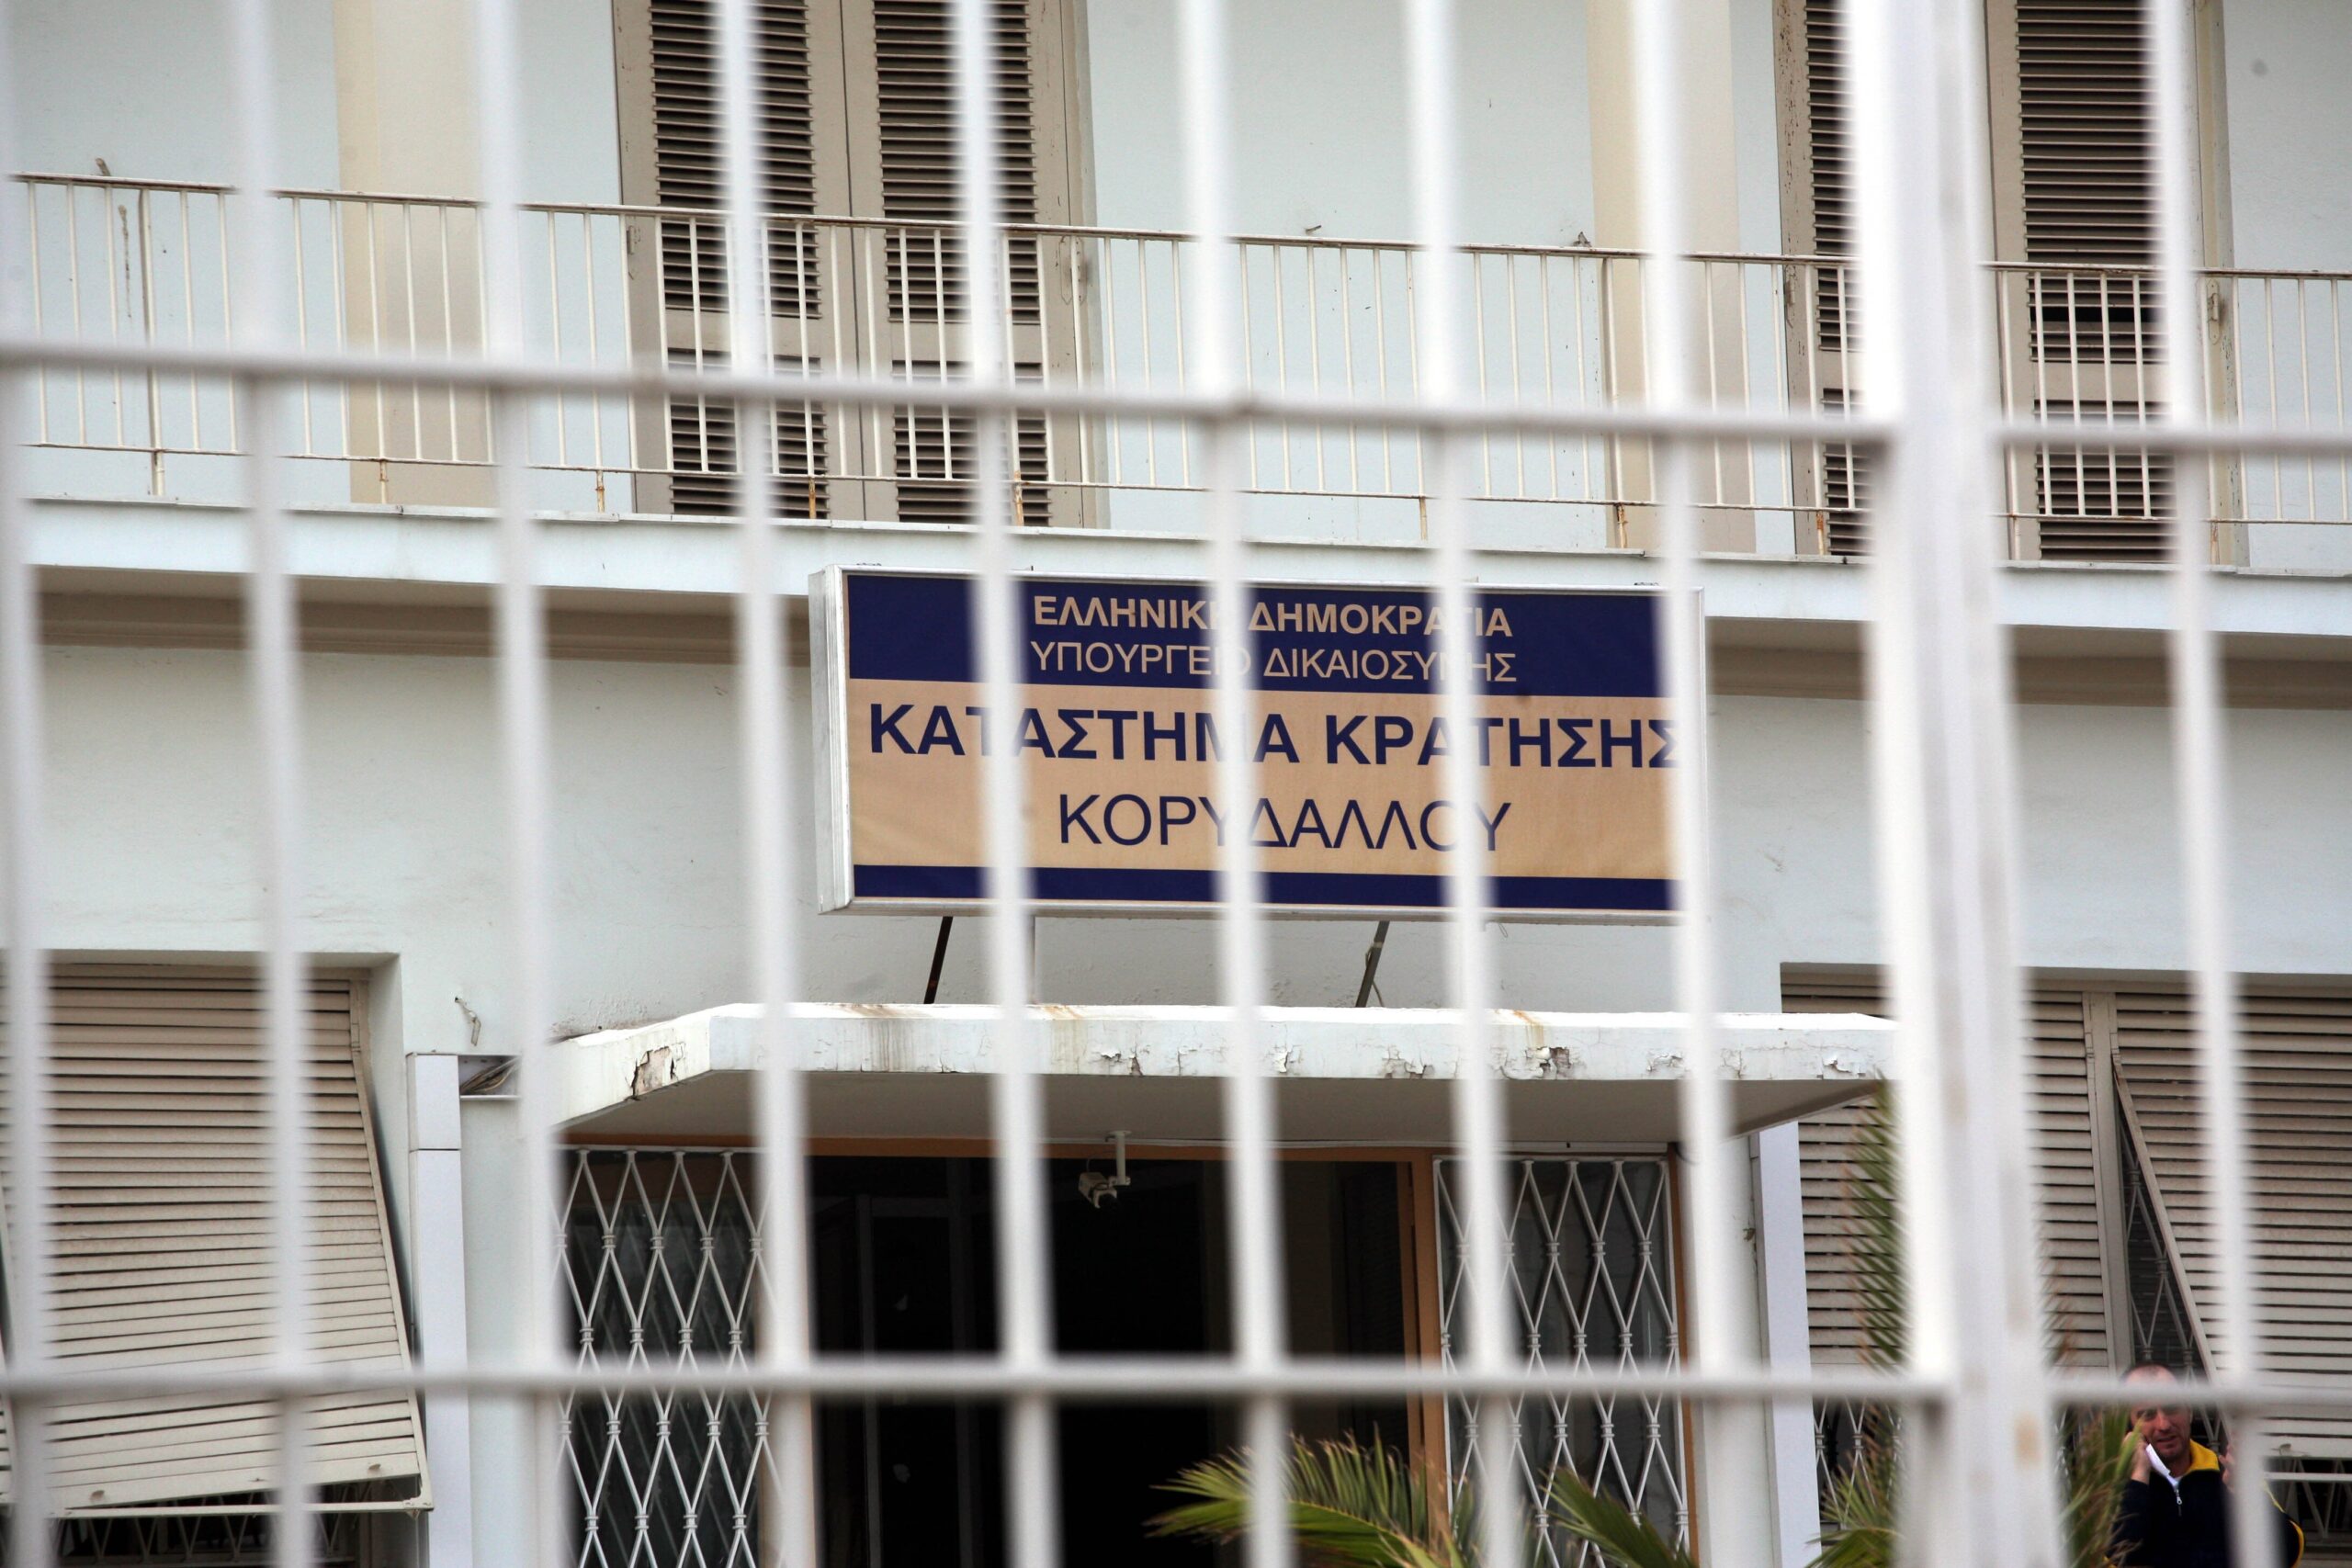 ΕΛΛΗΝΙΚΗ ΔΗΜΟΚΡΑΤΙΑ
ΥΠΟΥΡΓΕΙΟ ΔΙΚΑΙΟΣΥΝΗΣ
ΚΑΤΑΣΤΗΜΑ ΚΡΑΤΗΣΗΣ
ΚΟΡΥΔΑΛΛΟΥ